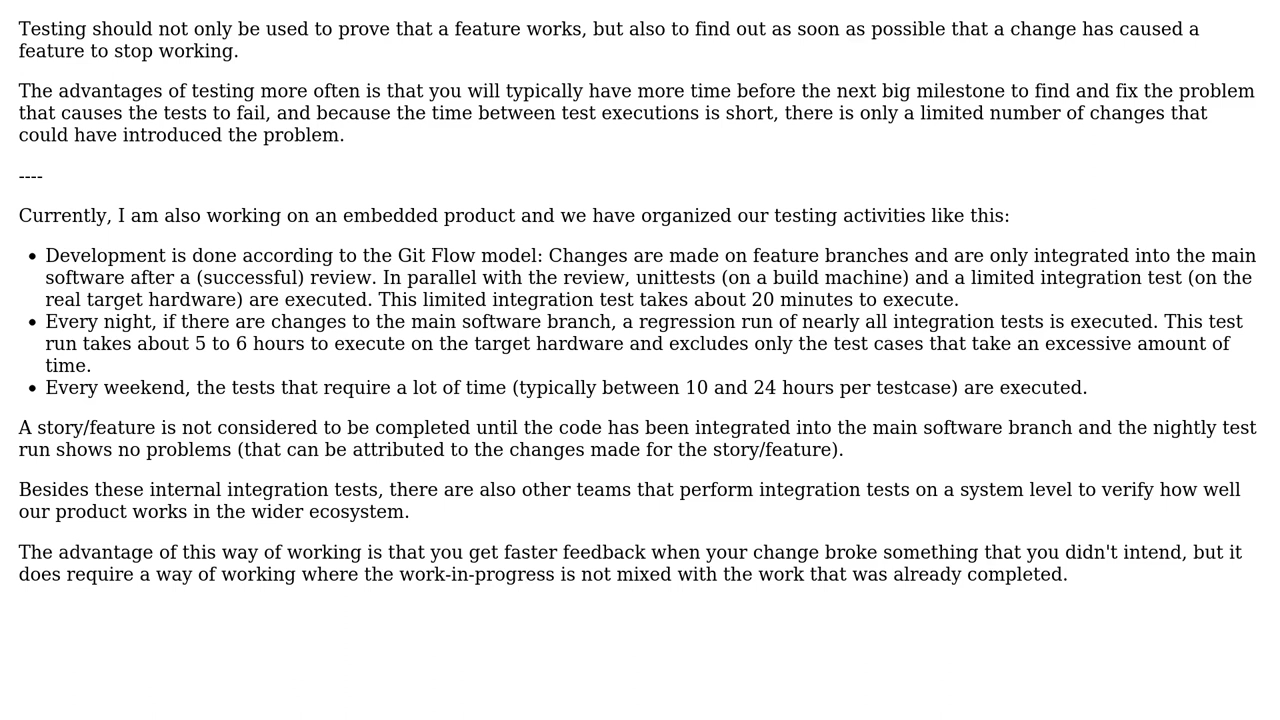 Testing should not only be used to prove that a feature works, but also to find out as soon as possible that a change has caused a
feature to stop working.
The advantages of testing more often is that you will typically have more time before the next big milestone to find and fix the problem
that causes the tests to fail, and because the time between test executions is short, there is only a limited number of changes that
could have introduced the problem.
----
Currently, I am also working on an embedded product and we have organized our testing activities like this:
• Development is done according to the Git Flow model: Changes are made on feature branches and are only integrated into the main
software after a (successful) review. In parallel with the review, unittests (on a build machine) and a limited integration test (on the
real target hardware) are executed. This limited integration test takes about 20 minutes to execute.
• Every night, if there are changes to the main software branch, a regression run of nearly all integration tests is executed. This test
run takes about 5 to 6 hours to execute on the target hardware and excludes only the test cases that take an excessive amount of
time.
• Every weekend, the tests that require a lot of time (typically between 10 and 24 hours per testcase) are executed.
A story/feature is not considered to be completed until the code has been integrated into the main software branch and the nightly test
run shows no problems (that can be attributed to the changes made for the story/feature).
Besides these internal integration tests, there are also other teams that perform integration tests on a system level to verify how well
our product works in the wider ecosystem.
The advantage of this way of working is that you get faster feedback when your change broke something that you didn't intend, but it
does require a way of working where the work-in-progress is not mixed with the work that was already completed.